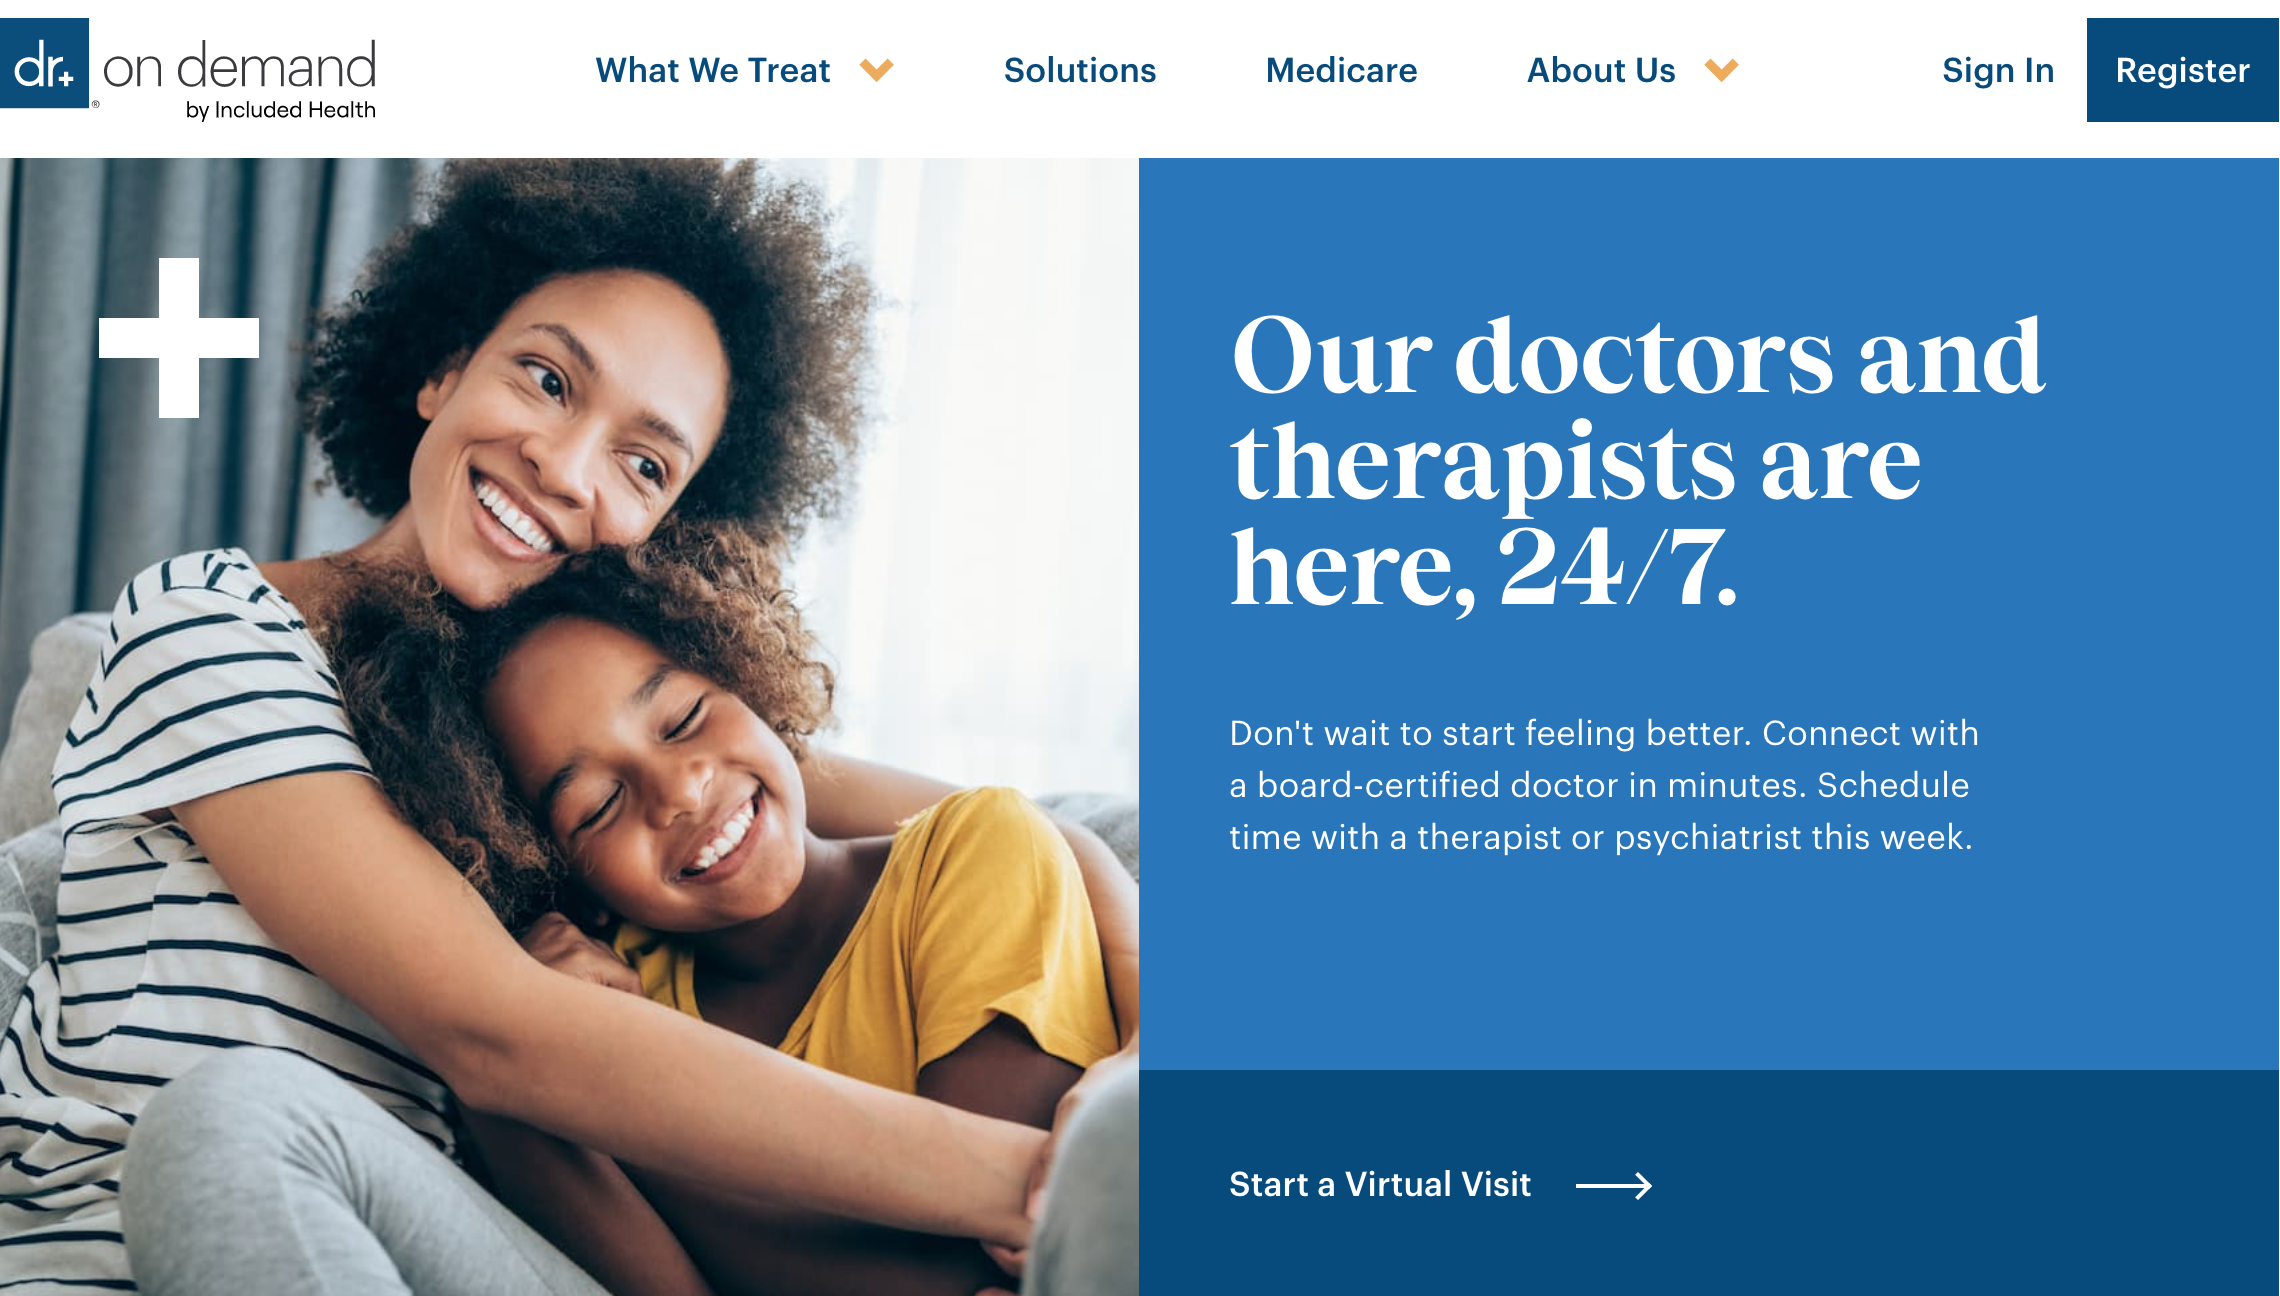 dr+ on demand
®
by Included Health
What We Treat
Solutions
Medicare
About Us
Sign In
Register
Our doctors and
therapists are
here, 24/7.
Don't wait to start feeling better. Connect with
a board-certified doctor in minutes. Schedule
time with a therapist or psychiatrist this week.
Start a Virtual Visit